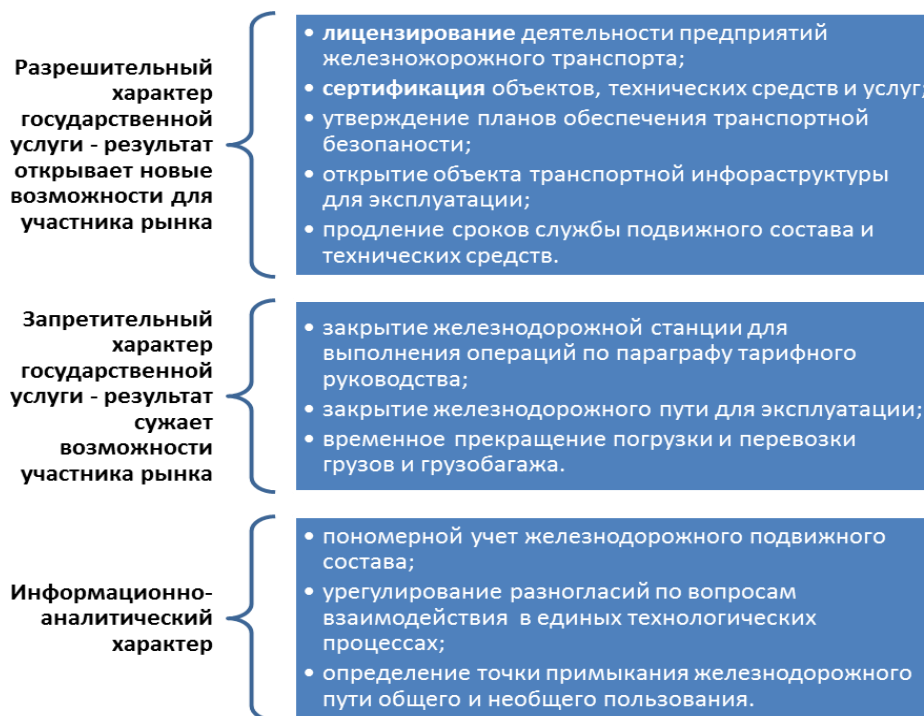 Разрешительный
характер
государственной
услуги - результат
открывает новые
возможности для
участника рынка
• лицензирование деятельности предприятий
железножорожного транспорта;
• сертификация объектов, технических средств и услуг;
• утверждение планов обеспечения транспортной
безопаности;
• открытие объекта транспортной инфораструктуры
для эксплуатации;
• продление сроков службы подвижного состава и
технических средств.
Запретительный
характер
государственной
услуги - результат
сужает
возможности
участника рынка
• закрытие железнодорожной станции для
выполнения операций по параграфу тарифного
руководства;
• закрытие железнодорожного пути для эксплуатации;
• временное прекращение погрузки и перевозки
грузов и грузобагажа.
Информационно-
аналитический
характер
• пономерной учет железнодорожного подвижного
состава;
• урегулирование разногласий по вопросам
взаимодействия в единых технологических
процессах;
• определение точки примыкания железнодорожного
пути общего и необщего пользования.